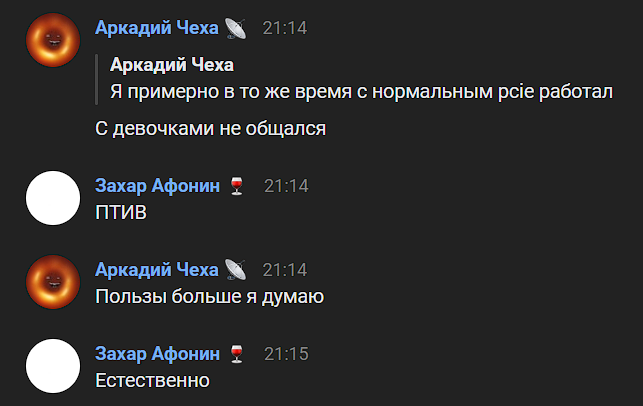 Аркадий Чеха 21:14
Аркадий Чеха
Я примерно в то же время с нормальным pcie работал
С девочками не общался
Захар Афонин 🍷 21:14
ПТИВ
Аркадий Чеха 21:14
Пользы больше я думаю
Захар Афонин 🍷 21:15
Естественно